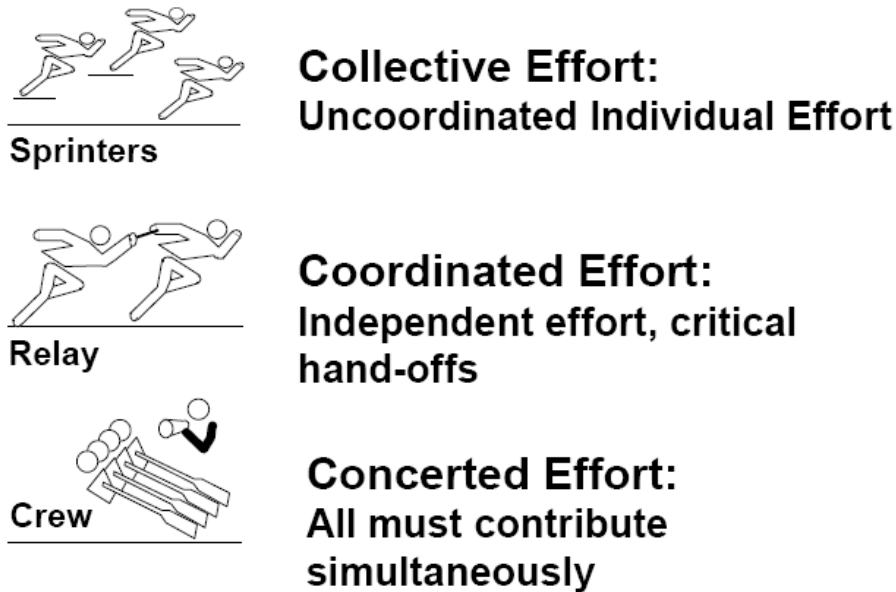 Collective Effort:
Uncoordinated Individual Effort
Sprinters
Coordinated Effort:
Independent effort, critical
hand-offs
Relay
Concerted Effort:
All must contribute
simultaneously
Crew